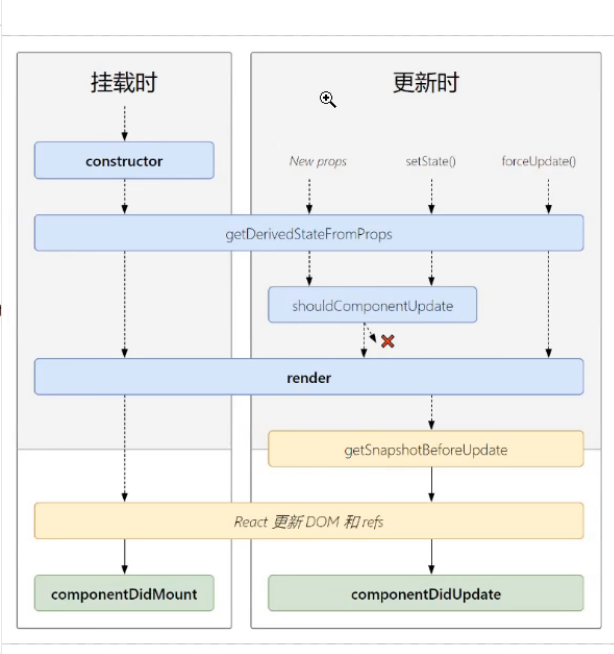 挂载时
更新时
constructor
New props
setState()
forceUpdate()
getDerivedStateFromProps
shouldComponentUpdate
render
getSnapshotBeforeUpdate
React 更新 DOM 和 refs
componentDidMount
componentDidUpdate